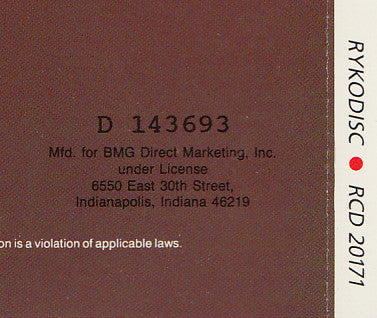 D 143693
Mfd. for BMG Direct Marketing, Inc.
under License
6550 East 30th Street,
Indianapolis, Indiana 46219
on is a violation of applicable laws.
RYKODISC ● RCD 20171